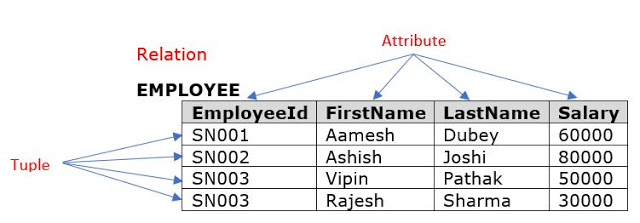 Attribute
Relation
EMPLOYEE
EmployeeId FirstName LastName Salary
SN001 Aamesh Dubey 60000
SN002 Ashish Joshi 80000
Tuple
SN003 Vipin Pathak 50000
SN003 Rajesh Sharma 30000